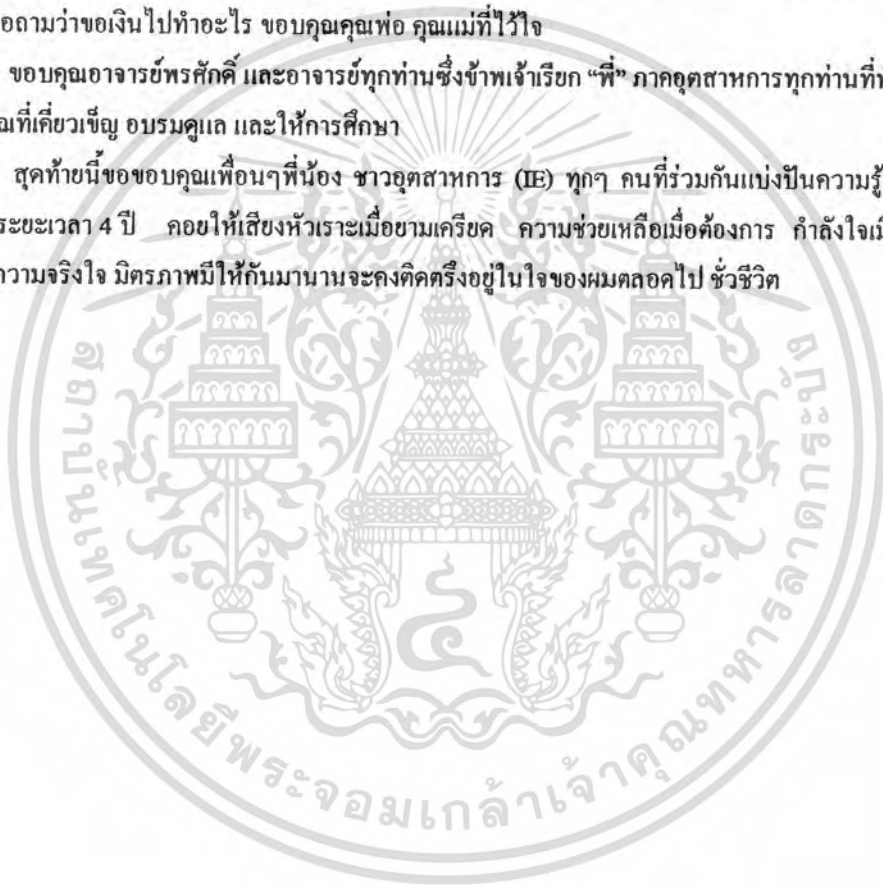 อถามว่าขอเงินไปทำอะไร ขอบคุณคุณพ่อ คุณแม่ที่ไว้ใจ
ขอบคุณอาจารย์พรศักดิ์ และอาจารย์ทุกท่านซึ่งข้าพเจ้าเรียก “พี่” ภาคอุตสาหการทุกท่านที่
ณที่เคี่ยวเข็ญ อบรมดูแล และให้การศึกษา
สุดท้ายนี้ขอขอบคุณเพื่อนๆพี่น้อง ชาวอุตสาหการ (IE) ทุกๆ คนที่ร่วมกันแบ่งปันความรู้
ระยะเวลา 4 ปี คอยให้เสียงหัวเราะเมื่อยามเครียด ความช่วยเหลือเมื่อต้องการ กำลังใจเมื
ความจริงใจ มิตรภาพมีให้กันมานานจะคงติดตรึงอยู่ในใจของผมตลอดไป ชั่วชีวิต
สถาบันเทคโนโลยีพระจอมเกล้าเจ้าคุณทหารลาดกระบัง